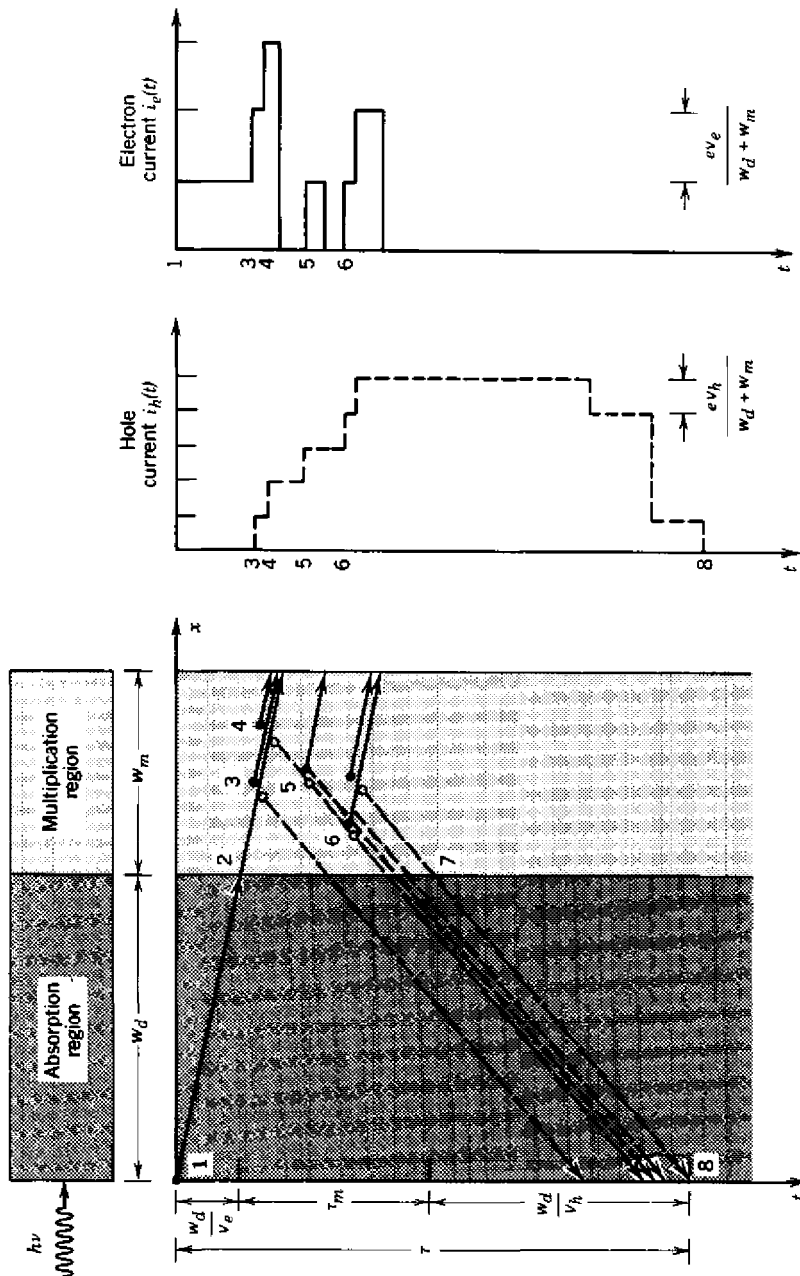 hν
Absorption
region
Multiplication
region
w_d
w_m
x
1
2
3
4
5
6
7
8
w_d / v_e
τ_m
w_d / v_h
τ
t
Hole
current i_h(t)
3
4
5
6
8
t
ev_h / w_d + w_m
Electron
current i_e(t)
1
3
4
5
6
t
ev_e / w_d + w_m